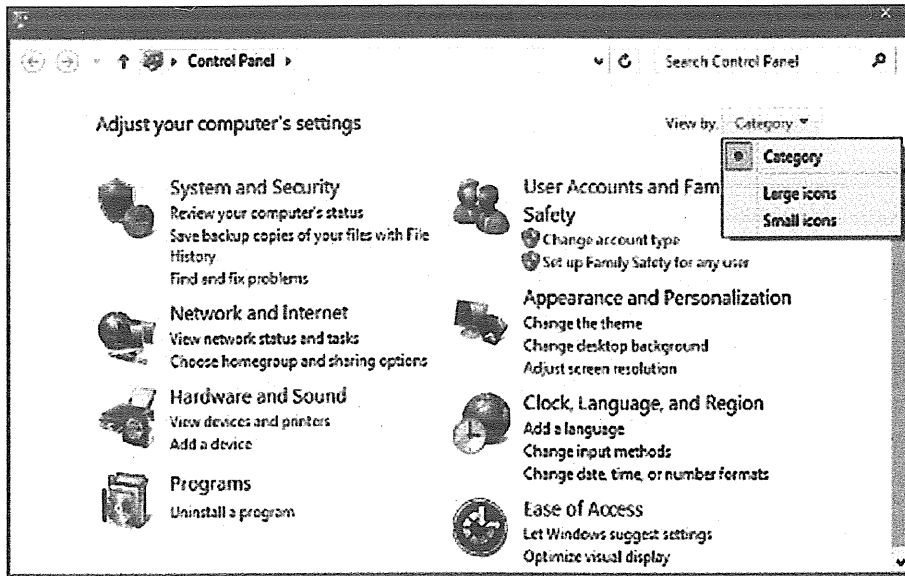 Control Panel
Search Control Panel
Adjust your computer's settings
View by: Category
Category
Large icons
Small icons
System and Security
Review your computer's status
Save backup copies of your files with File
History
Find and fix problems
Network and Internet
View network status and tasks
Choose homegroup and sharing options
Hardware and Sound
View devices and printers
Add a device
Programs
Uninstall a program
User Accounts and Fam
Safety
Change account type
Set up Family Safety for any user
Appearance and Personalization
Change the theme
Change desktop background
Adjust screen resolution
Clock, Language, and Region
Add a language
Change input methods
Change date, time, or number formats
Ease of Access
Let Windows suggest settings
Optimize visual display